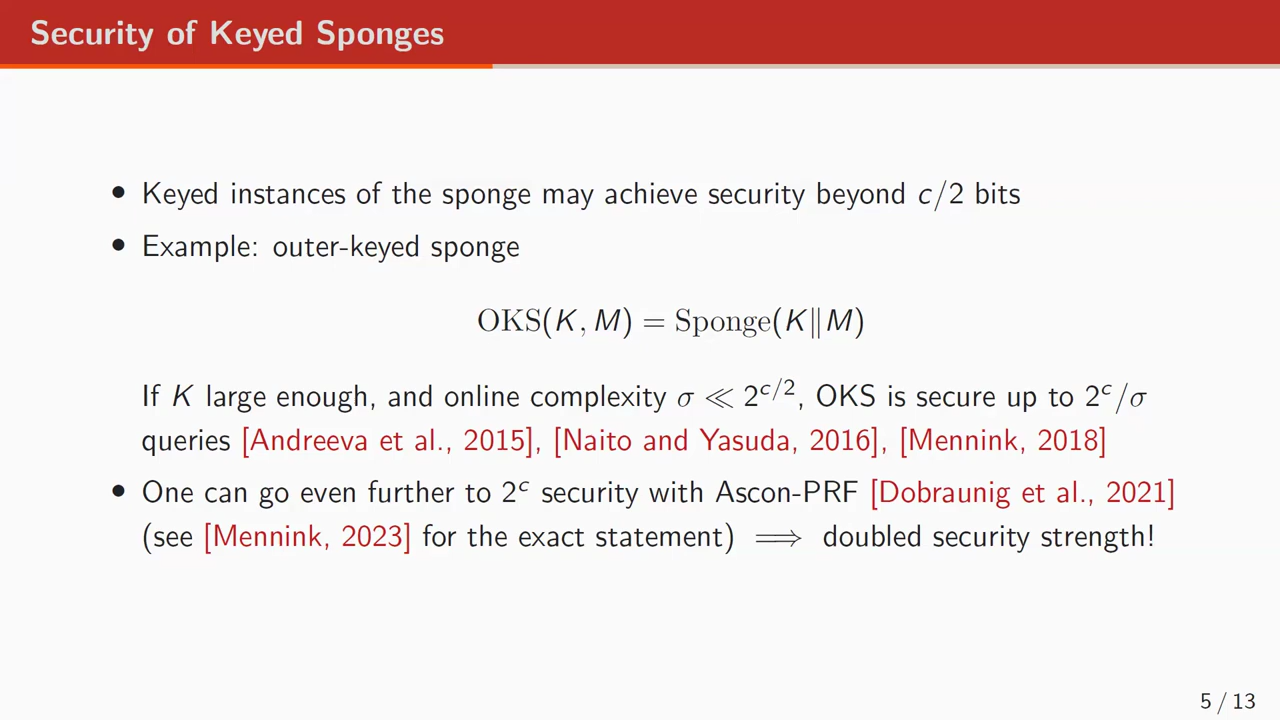 Security of Keyed Sponges
• Keyed instances of the sponge may achieve security beyond c/2 bits
• Example: outer-keyed sponge
OKS(K, M) = Sponge(K‖M)
If K large enough, and online complexity σ ≪ 2^{c/2}, OKS is secure up to 2^c/σ
queries [Andreeva et al., 2015], [Naito and Yasuda, 2016], [Mennink, 2018]
• One can go even further to 2^c security with Ascon-PRF [Dobraunig et al., 2021]
(see [Mennink, 2023] for the exact statement) ⟹ doubled security strength!
5 / 13